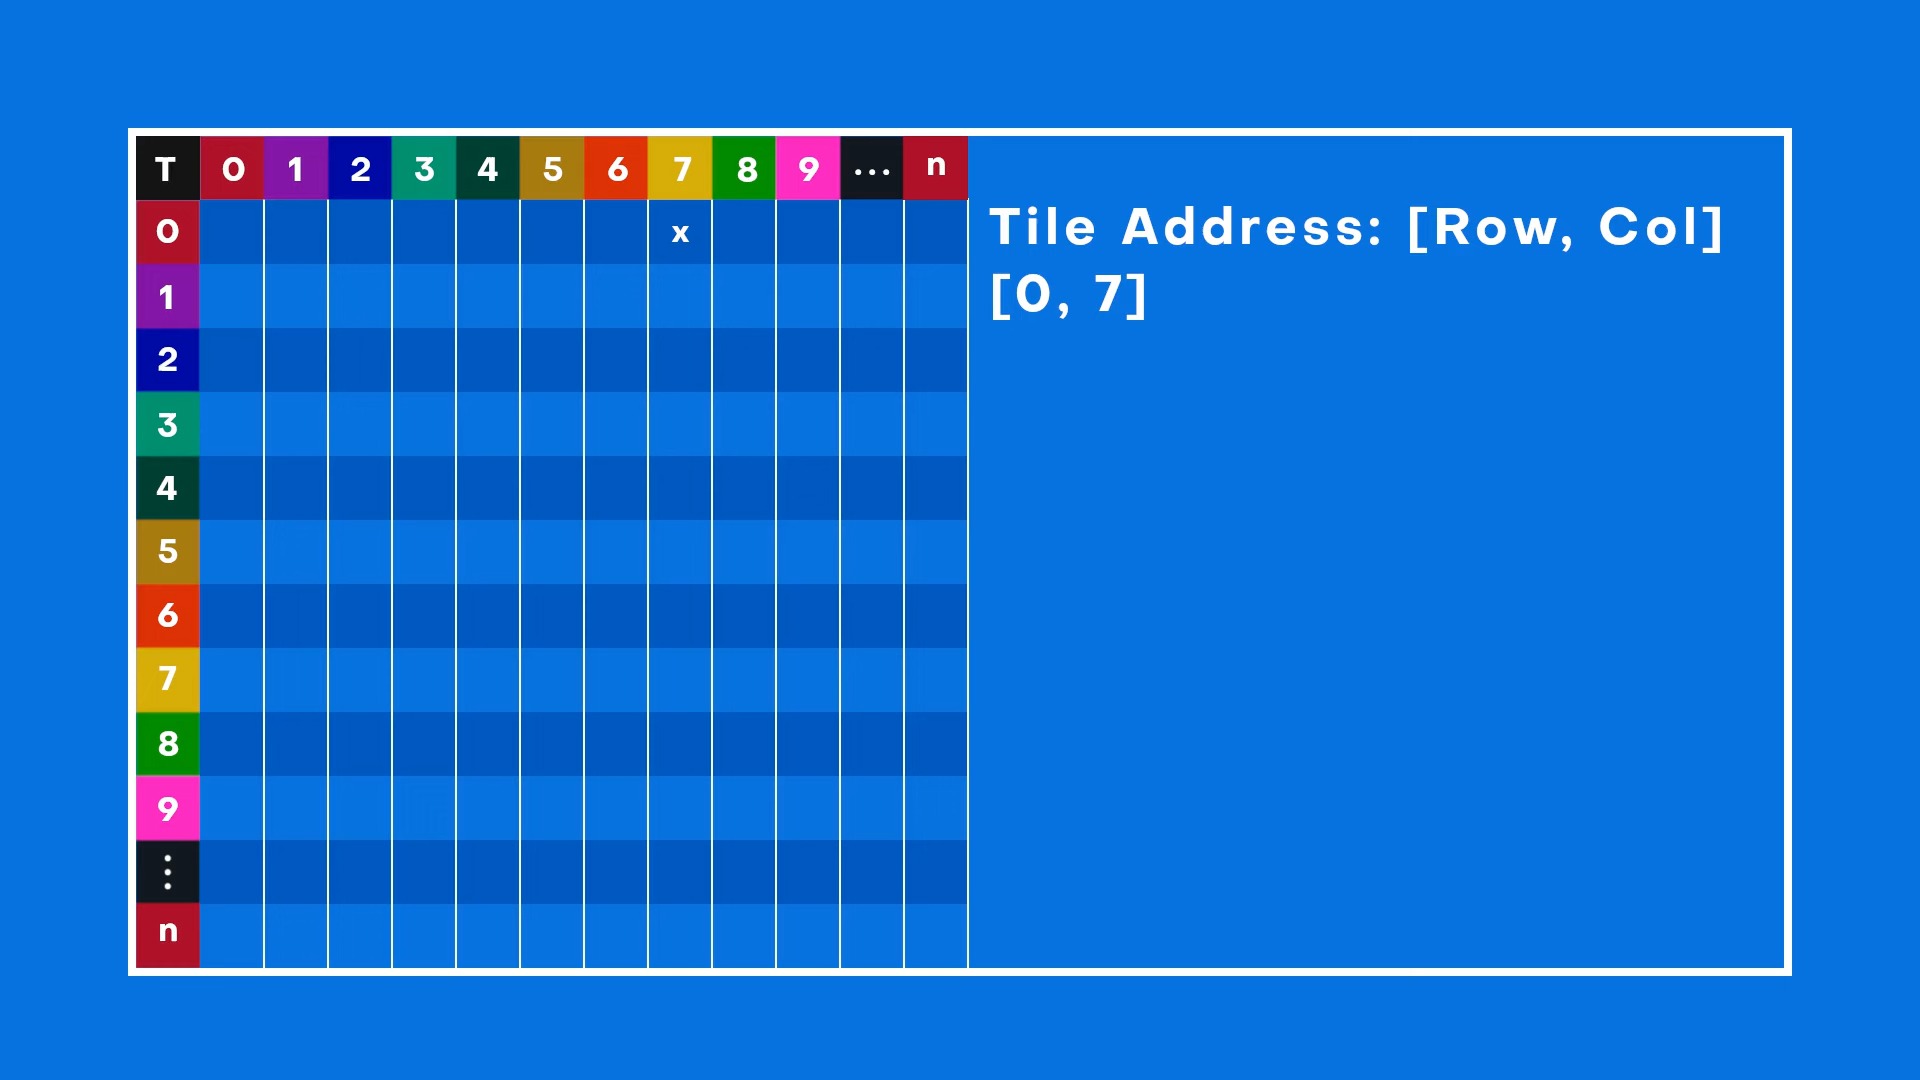 T 0 1 2 3 4 5 6 7 8 9 ... n
0 x
1
2
3
4
5
6
7
8
9
⋮
n
Tile Address: [Row, Col]
[0, 7]